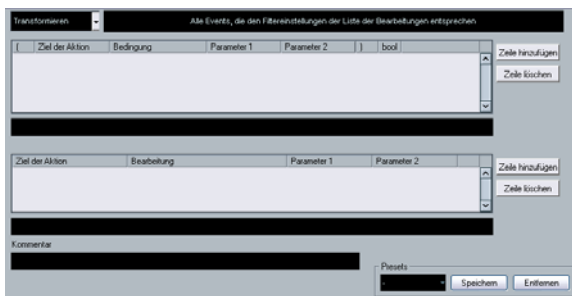 Transformieren
Alle Events, die den Filtereinstellungen der Liste der Bearbeitungen entsprechen
( Ziel der Aktion Bedingung Parameter 1 Parameter 2 ) bool
Zeile hinzufügen
Zeile löschen
Ziel der Aktion Bearbeitung Parameter 1 Parameter 2
Zeile hinzufügen
Zeile löschen
Kommentar
Presets
- Speichern Entfernen